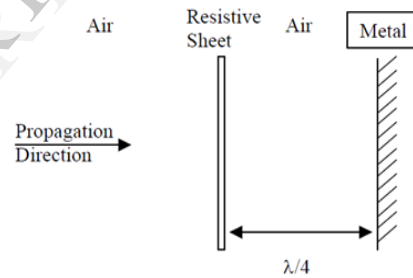 Air
Resistive
Sheet
Air
Metal
Propagation
Direction
λ/4